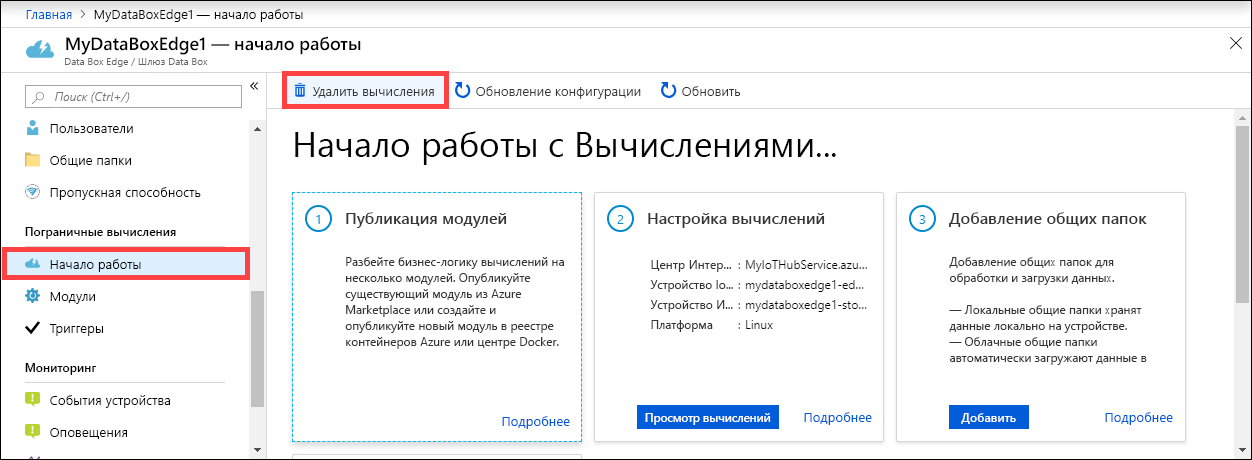 Главная > MyDataBoxEdge1 — начало работы
MyDataBoxEdge1 — начало работы
Data Box Edge / Шлюз Data Box
Поиск (Ctrl+/)
Пользователи
Общие папки
Пропускная способность
Пограничные вычисления
Начало работы
Модули
Триггеры
Мониторинг
События устройства
Оповещения
Удалить вычисления
Обновление конфигурации
Обновить
Начало работы с Вычислениями...
1 Публикация модулей
Разбейте бизнес-логику вычислений на
несколько модулей. Опубликуйте
существующий модуль из Azure
Marketplace или создайте и
опубликуйте новый модуль в реестре
контейнеров Azure или центре Docker.
Подробнее
2 Настройка вычислений
Центр Интер... : MyIoTHubService.azu...
Устройство Io... : mydataboxedge1-ed...
Устройство И... : mydataboxedge1-sto...
Платформа : Linux
Просмотр вычислений
Подробнее
3 Добавление общих папок
Добавление общих папок для
обработки и загрузки данных.
— Локальные общие папки хранят
данные локально на устройстве.
— Облачные общие папки
автоматически загружают данные в
Добавить
Подробнее